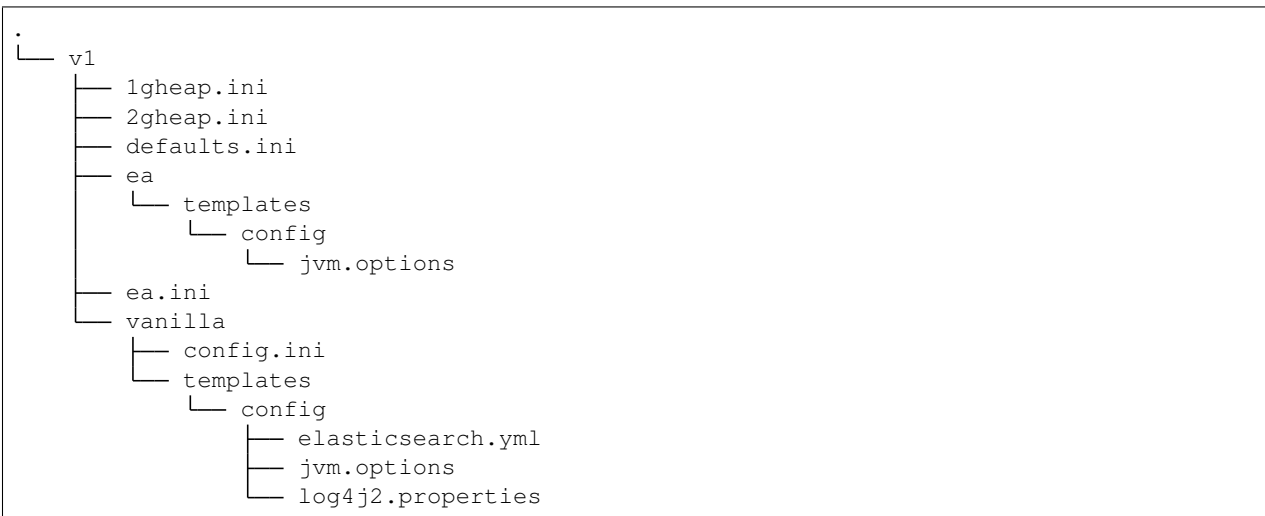 .
└── v1
    ├── 1gheap.ini
    ├── 2gheap.ini
    ├── defaults.ini
    ├── ea
    │   └── templates
    │       └── config
    │           └── jvm.options
    ├── ea.ini
    └── vanilla
        ├── config.ini
        └── templates
            └── config
                ├── elasticsearch.yml
                ├── jvm.options
                └── log4j2.properties